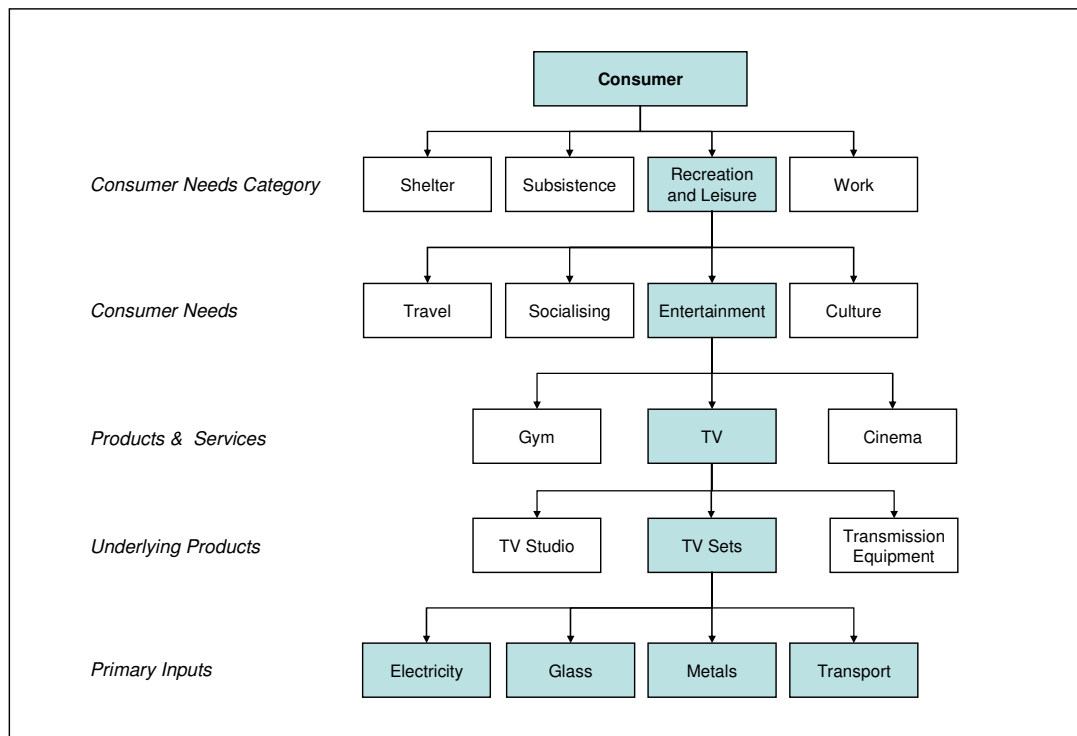 Consumer
Consumer Needs Category
Shelter
Subsistence
Recreation
and Leisure
Work
Consumer Needs
Travel
Socialising
Entertainment
Culture
Products & Services
Gym
TV
Cinema
Underlying Products
TV Studio
TV Sets
Transmission
Equipment
Primary Inputs
Electricity
Glass
Metals
Transport